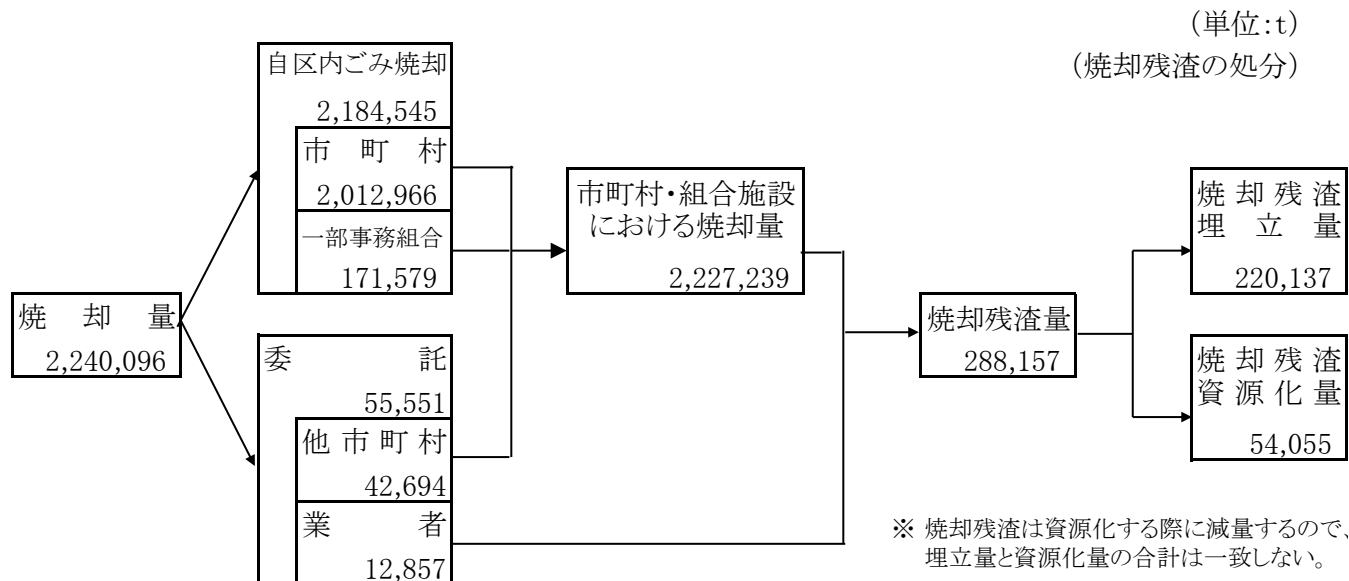 （単位：t）
（焼却残渣の処分）
焼却量
2,240,096
自区内ごみ焼却
2,184,545
市町村
2,012,966
一部事務組合
171,579
委託
55,551
他市町村
42,694
業者
12,857
市町村・組合施設
における焼却量
2,227,239
焼却残渣量
288,157
焼却残渣
埋立量
220,137
焼却残渣
資源化量
54,055
※ 焼却残渣は資源化する際に減量するので、
埋立量と資源化量の合計は一致しない。